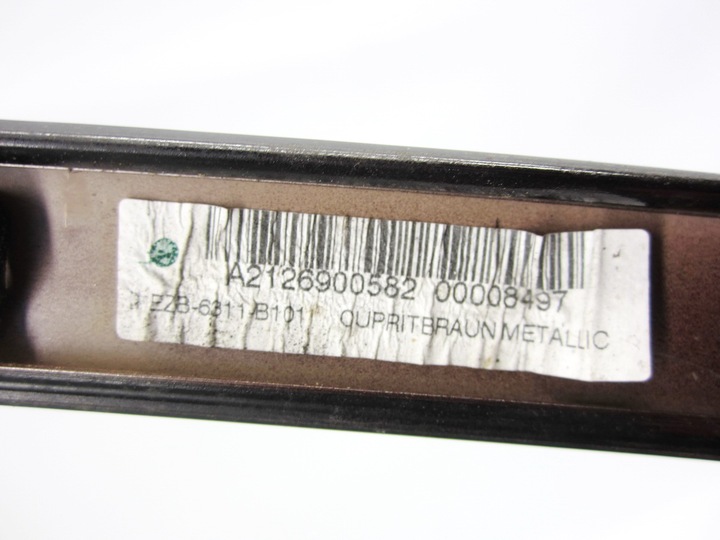 A2126900582 00008497
EZB-6311-B101 CUPRITBRAUN METALLIC